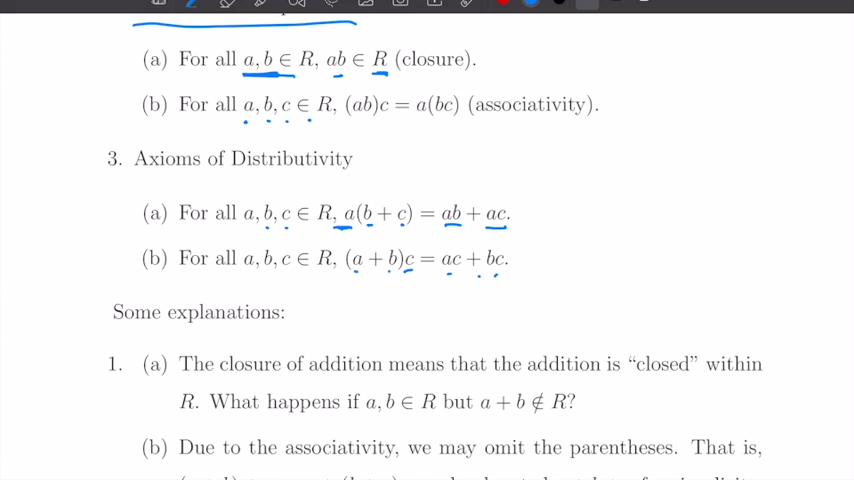 (a) For all a, b ∈ R, ab ∈ R (closure).
(b) For all a, b, c ∈ R, (ab)c = a(bc) (associativity).
3. Axioms of Distributivity
(a) For all a, b, c ∈ R, a(b + c) = ab + ac.
(b) For all a, b, c ∈ R, (a + b)c = ac + bc.
Some explanations:
1. (a) The closure of addition means that the addition is “closed” within
R. What happens if a, b ∈ R but a + b ∉ R?
(b) Due to the associativity, we may omit the parentheses. That is,